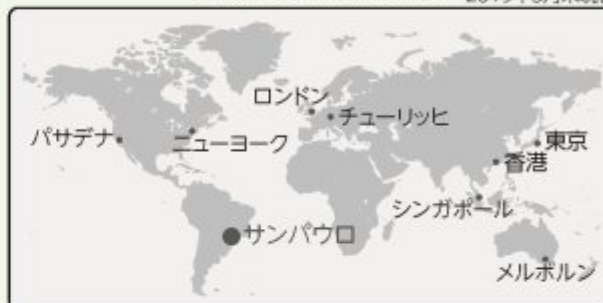 ロンドン
チューリッヒ
パサデナ
ニューヨーク
東京
香港
シンガポール
サンパウロ
メルボルン